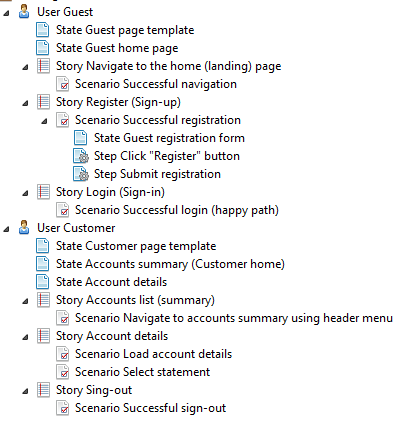 User Guest
State Guest page template
State Guest home page
Story Navigate to the home (landing) page
Scenario Successful navigation
Story Register (Sign-up)
Scenario Successful registration
State Guest registration form
Step Click "Register" button
Step Submit registration
Story Login (Sign-in)
Scenario Successful login (happy path)
User Customer
State Customer page template
State Accounts summary (Customer home)
State Account details
Story Accounts list (summary)
Scenario Navigate to accounts summary using header menu
Story Account details
Scenario Load account details
Scenario Select statement
Story Sing-out
Scenario Successful sign-out